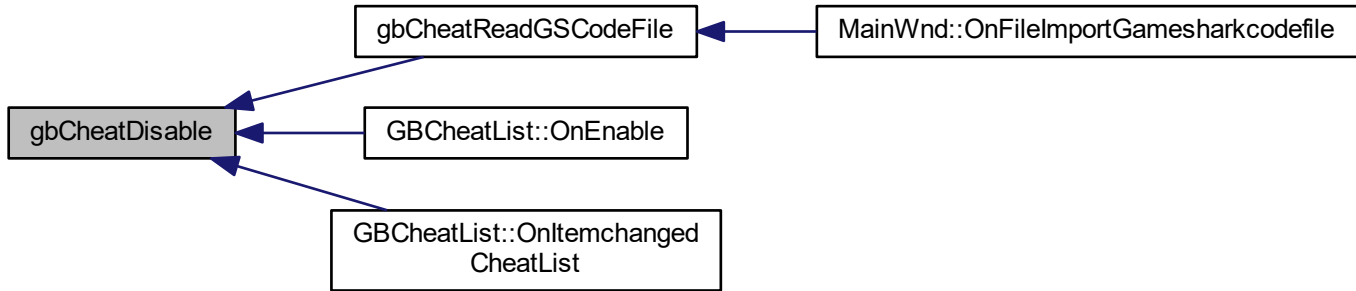 gbCheatReadGSCodeFile
MainWnd::OnFileImportGamesharkcodefile
gbCheatDisable
GBCheatList::OnEnable
GBCheatList::OnItemchanged
CheatList